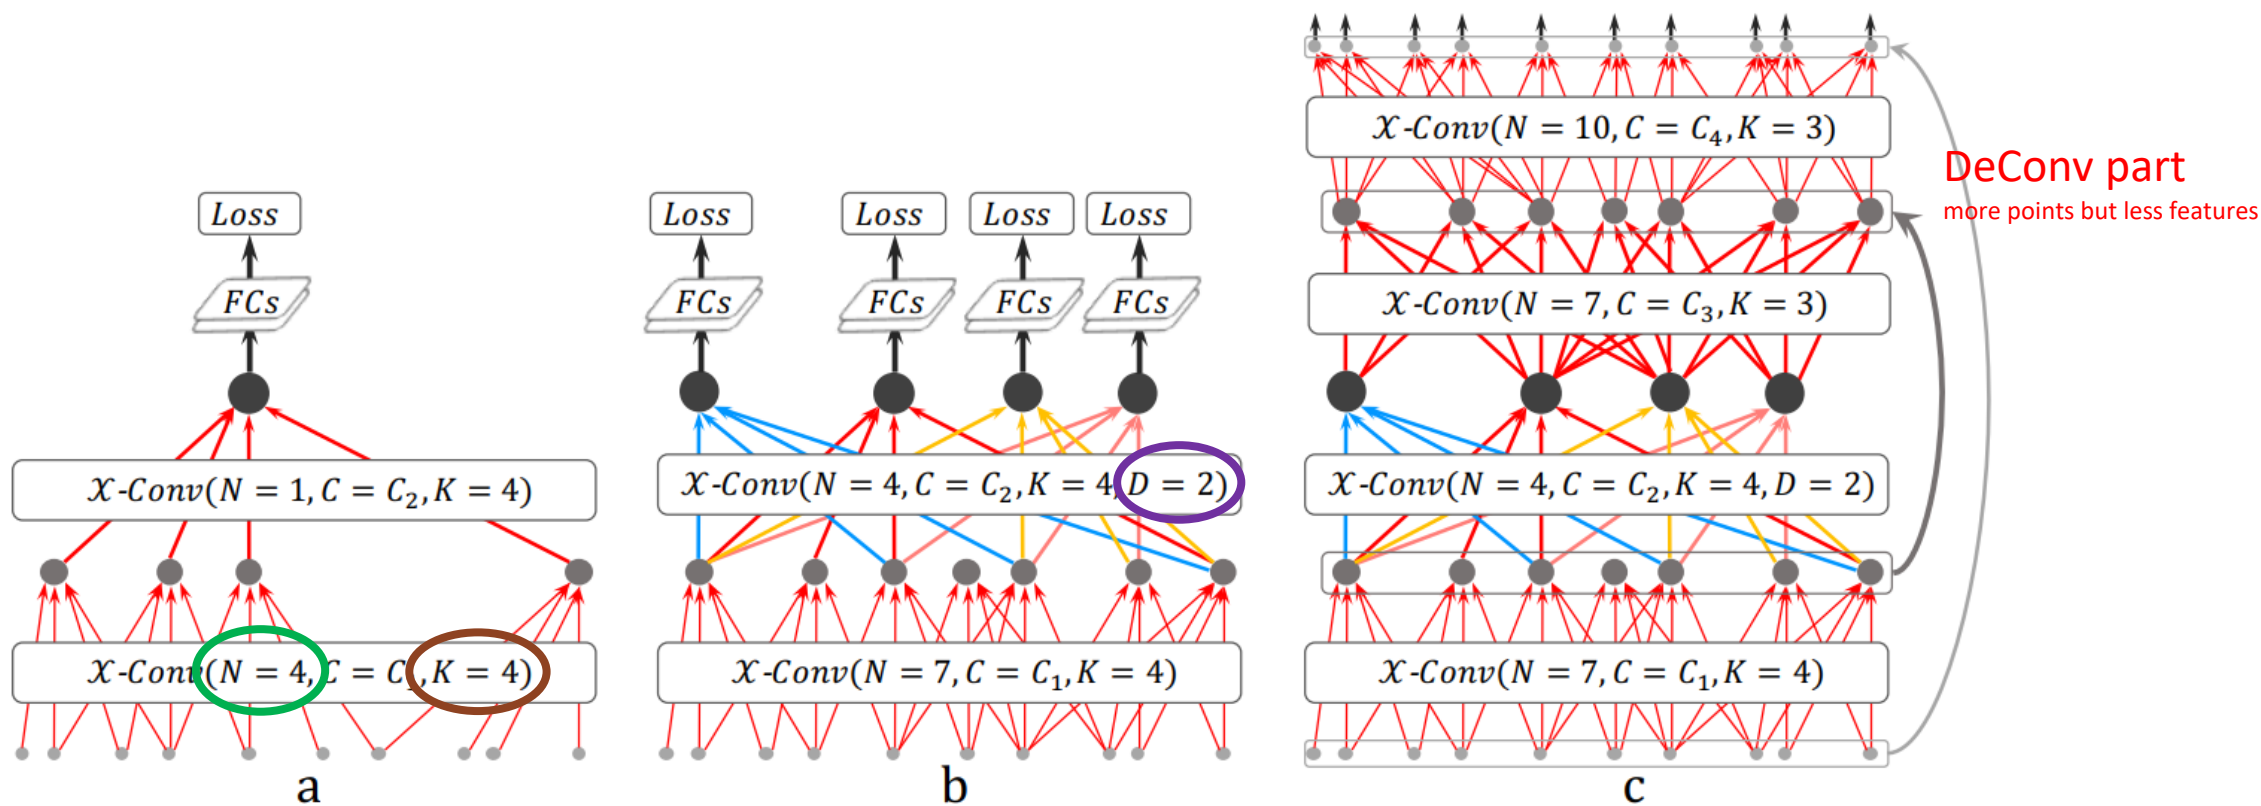 Loss
FCs
𝒳-Conv(N = 1, C = C₂, K = 4)
𝒳-Conv(N = 4, C = C₁, K = 4)
a
Loss Loss Loss Loss
FCs FCs FCs FCs
𝒳-Conv(N = 4, C = C₂, K = 4, D = 2)
𝒳-Conv(N = 7, C = C₁, K = 4)
b
𝒳-Conv(N = 10, C = C₄, K = 3)
𝒳-Conv(N = 7, C = C₃, K = 3)
𝒳-Conv(N = 4, C = C₂, K = 4, D = 2)
𝒳-Conv(N = 7, C = C₁, K = 4)
c
DeConv part
more points but less features